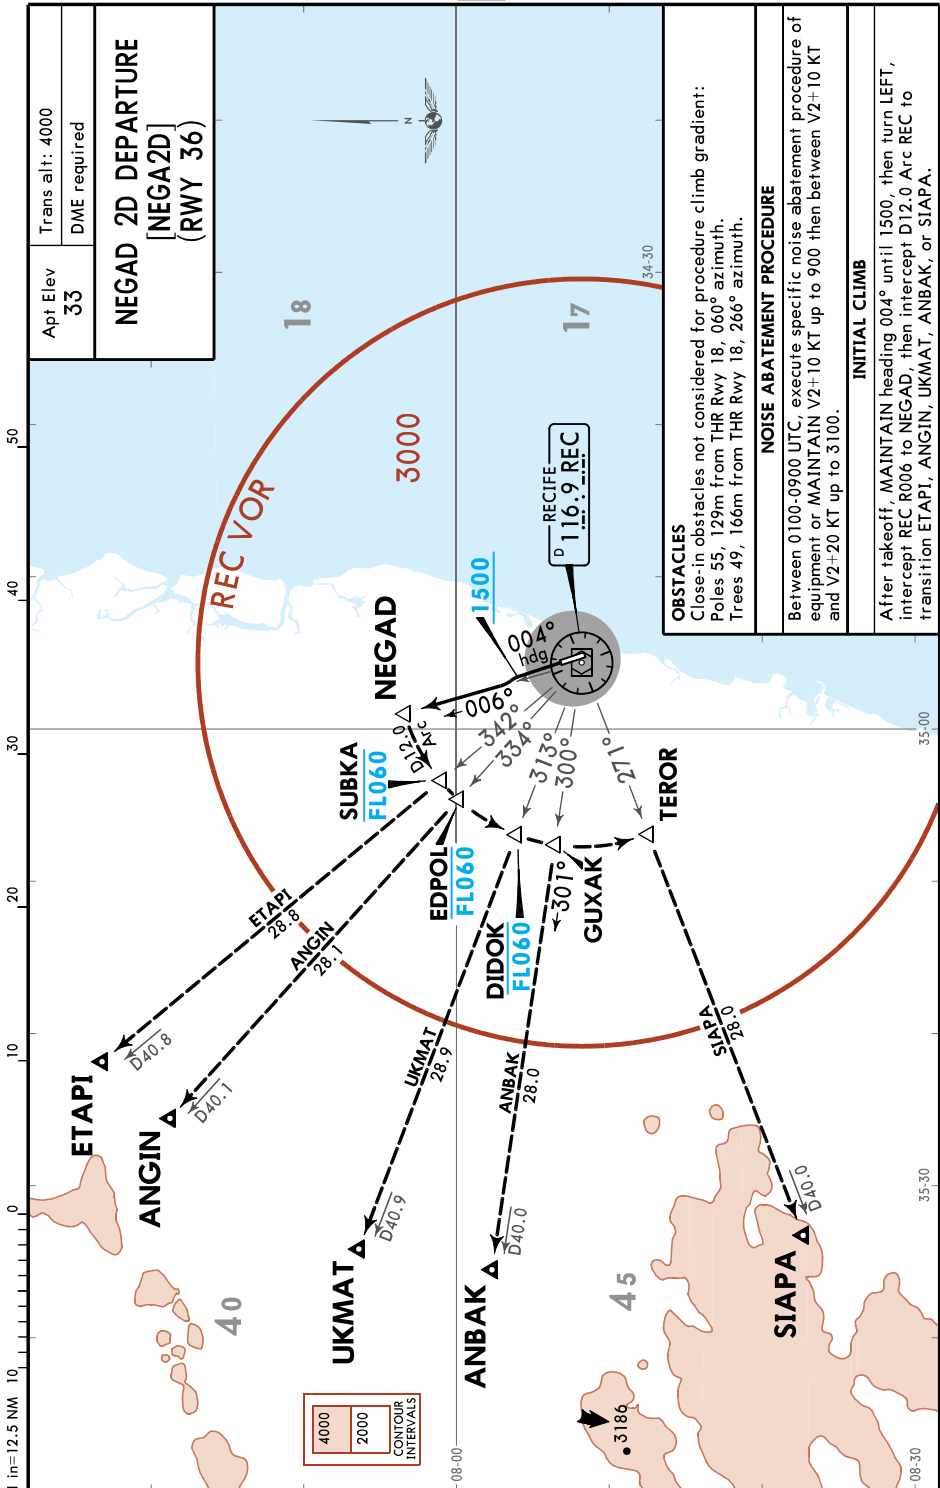 Apt Elev
33
Trans alt: 4000
DME required
NEGAD 2D DEPARTURE
[NEGA2D]
(RWY 36)
N
18
17
34-30
3000
REC VOR
RECIFE
D
116.9 REC
1500
004°
hdg
NEGAD
006°
D12.0
Arc
342°
334°
313°
300°
271°
SUBKA
FL060
EDPOL
FL060
DIDOK
FL060
301°
GUXAK
TEROR
35-00
ETAPI
28.8
ANGIN
28.1
UKMAT
28.9
ANBAK
28.0
SIAPA
28.0
D40.8
ETAPI
D40.1
ANGIN
D40.9
UKMAT
D40.0
ANBAK
D40.0
SIAPA
35-30
40
45
3186
4000
2000
CONTOUR
INTERVALS
08-00
08-30
1 in=12.5 NM
10
0
10
20
30
40
50
OBSTACLES
Close-in obstacles not considered for procedure climb gradient:
Poles 55, 129m from THR Rwy 18, 060° azimuth.
Trees 49, 166m from THR Rwy 18, 266° azimuth.
NOISE ABATEMENT PROCEDURE
Between 0100-0900 UTC, execute specific noise abatement procedure of
equipment or MAINTAIN V2+10 KT up to 900 then between V2+10 KT
and V2+20 KT up to 3100.
INITIAL CLIMB
After takeoff, MAINTAIN heading 004° until 1500, then turn LEFT,
intercept REC R006 to NEGAD, then intercept D12.0 Arc REC to
transition ETAPI, ANGIN, UKMAT, ANBAK, or SIAPA.